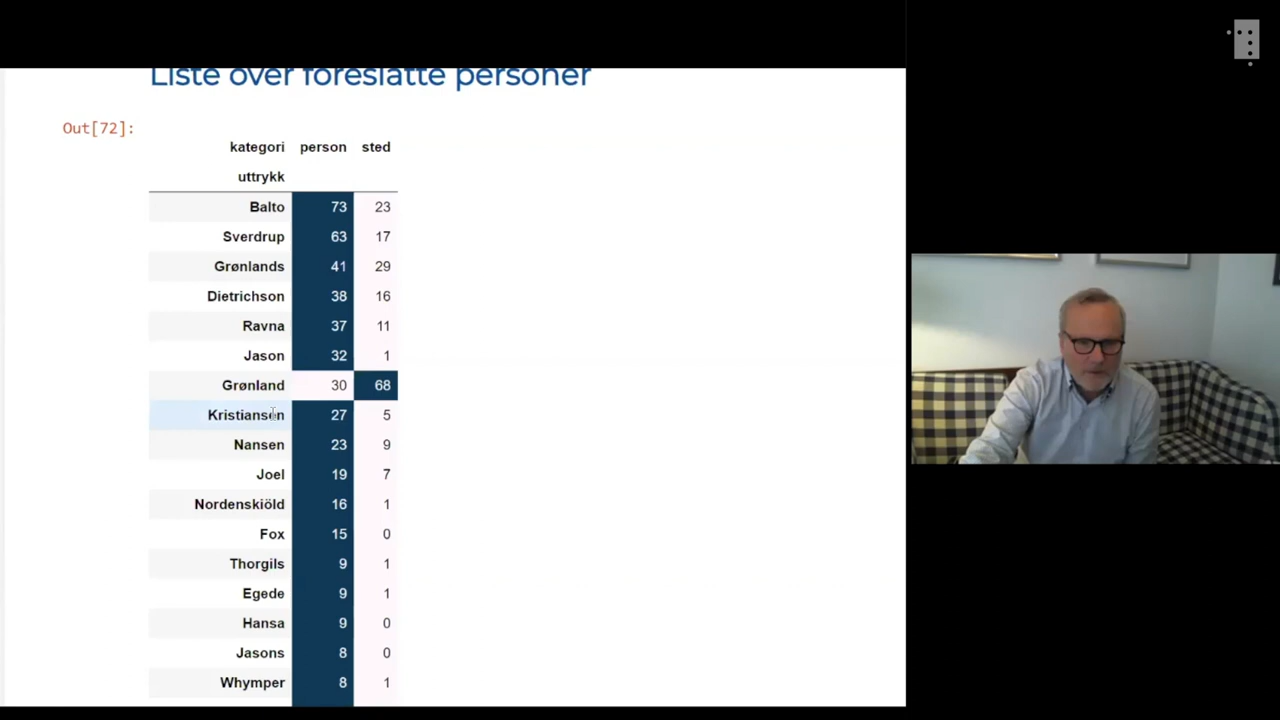 Liste over foreslåtte personer
Out[72]:
kategori person sted
uttrykk
Balto 73 23
Sverdrup 63 17
Grønlands 41 29
Dietrichson 38 16
Ravna 37 11
Jason 32 1
Grønland 30 68
Kristiansen 27 5
Nansen 23 9
Joel 19 7
Nordenskiöld 16 1
Fox 15 0
Thorgils 9 1
Egede 9 1
Hansa 9 0
Jasons 8 0
Whymper 8 1